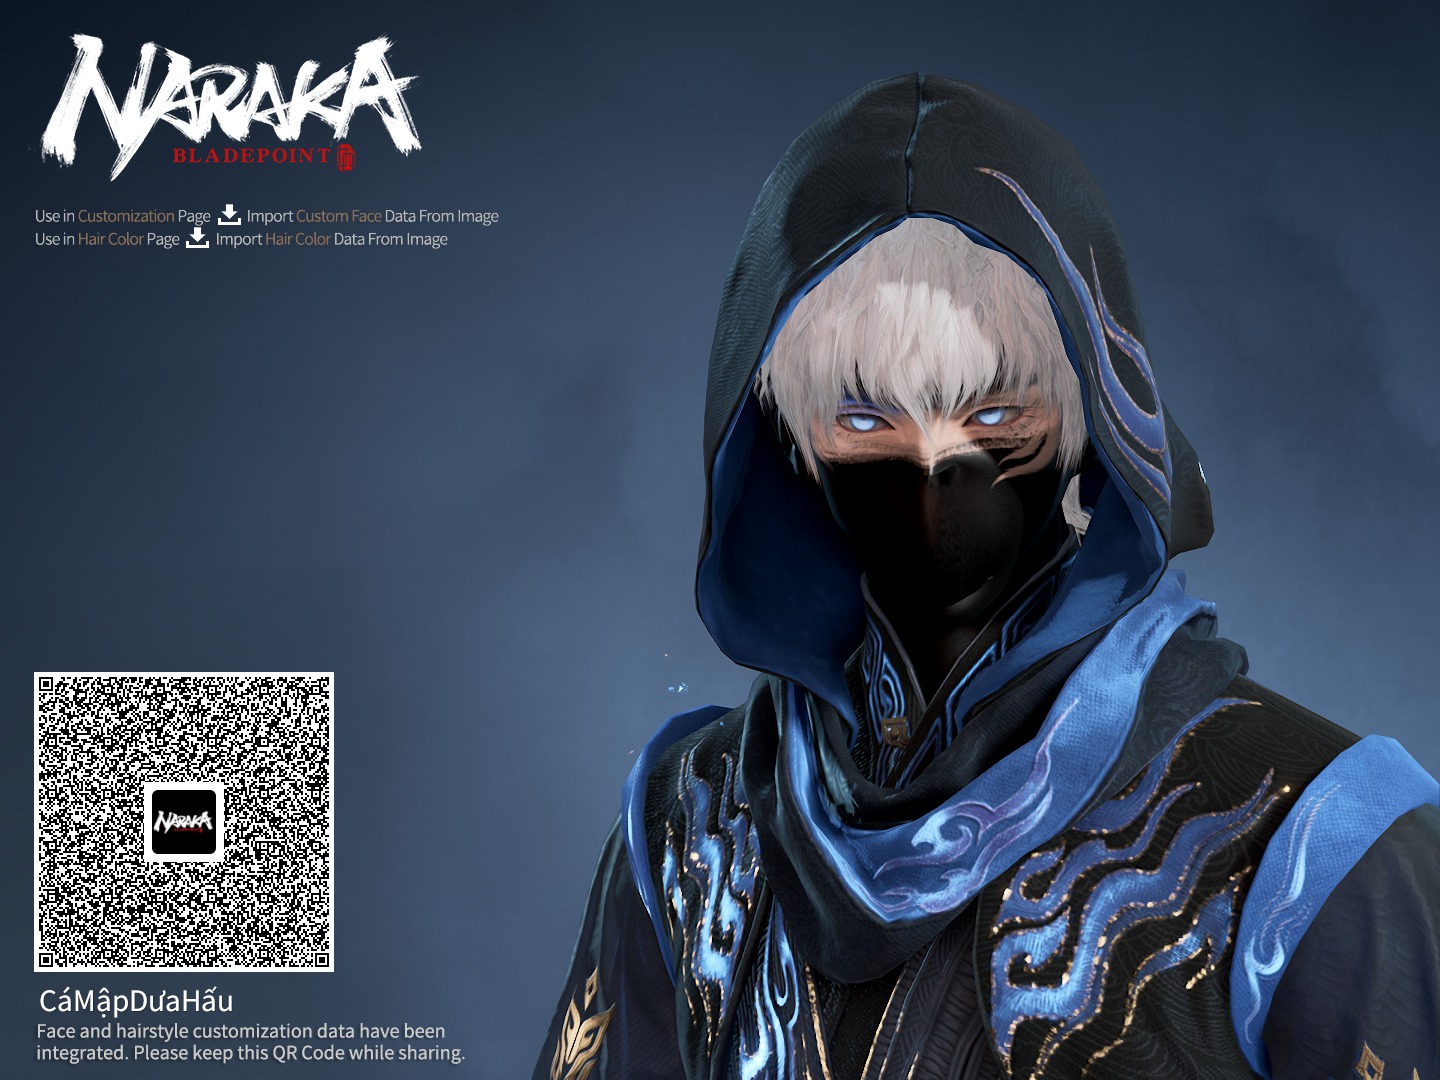 NARAKA
BLADEPOINT
Use in Customization Page Import Custom Face Data From Image
Use in Hair Color Page Import Hair Color Data From Image
NARAKA
CáMậpDưaHấu
Face and hairstyle customization data have been
integrated. Please keep this QR Code while sharing.